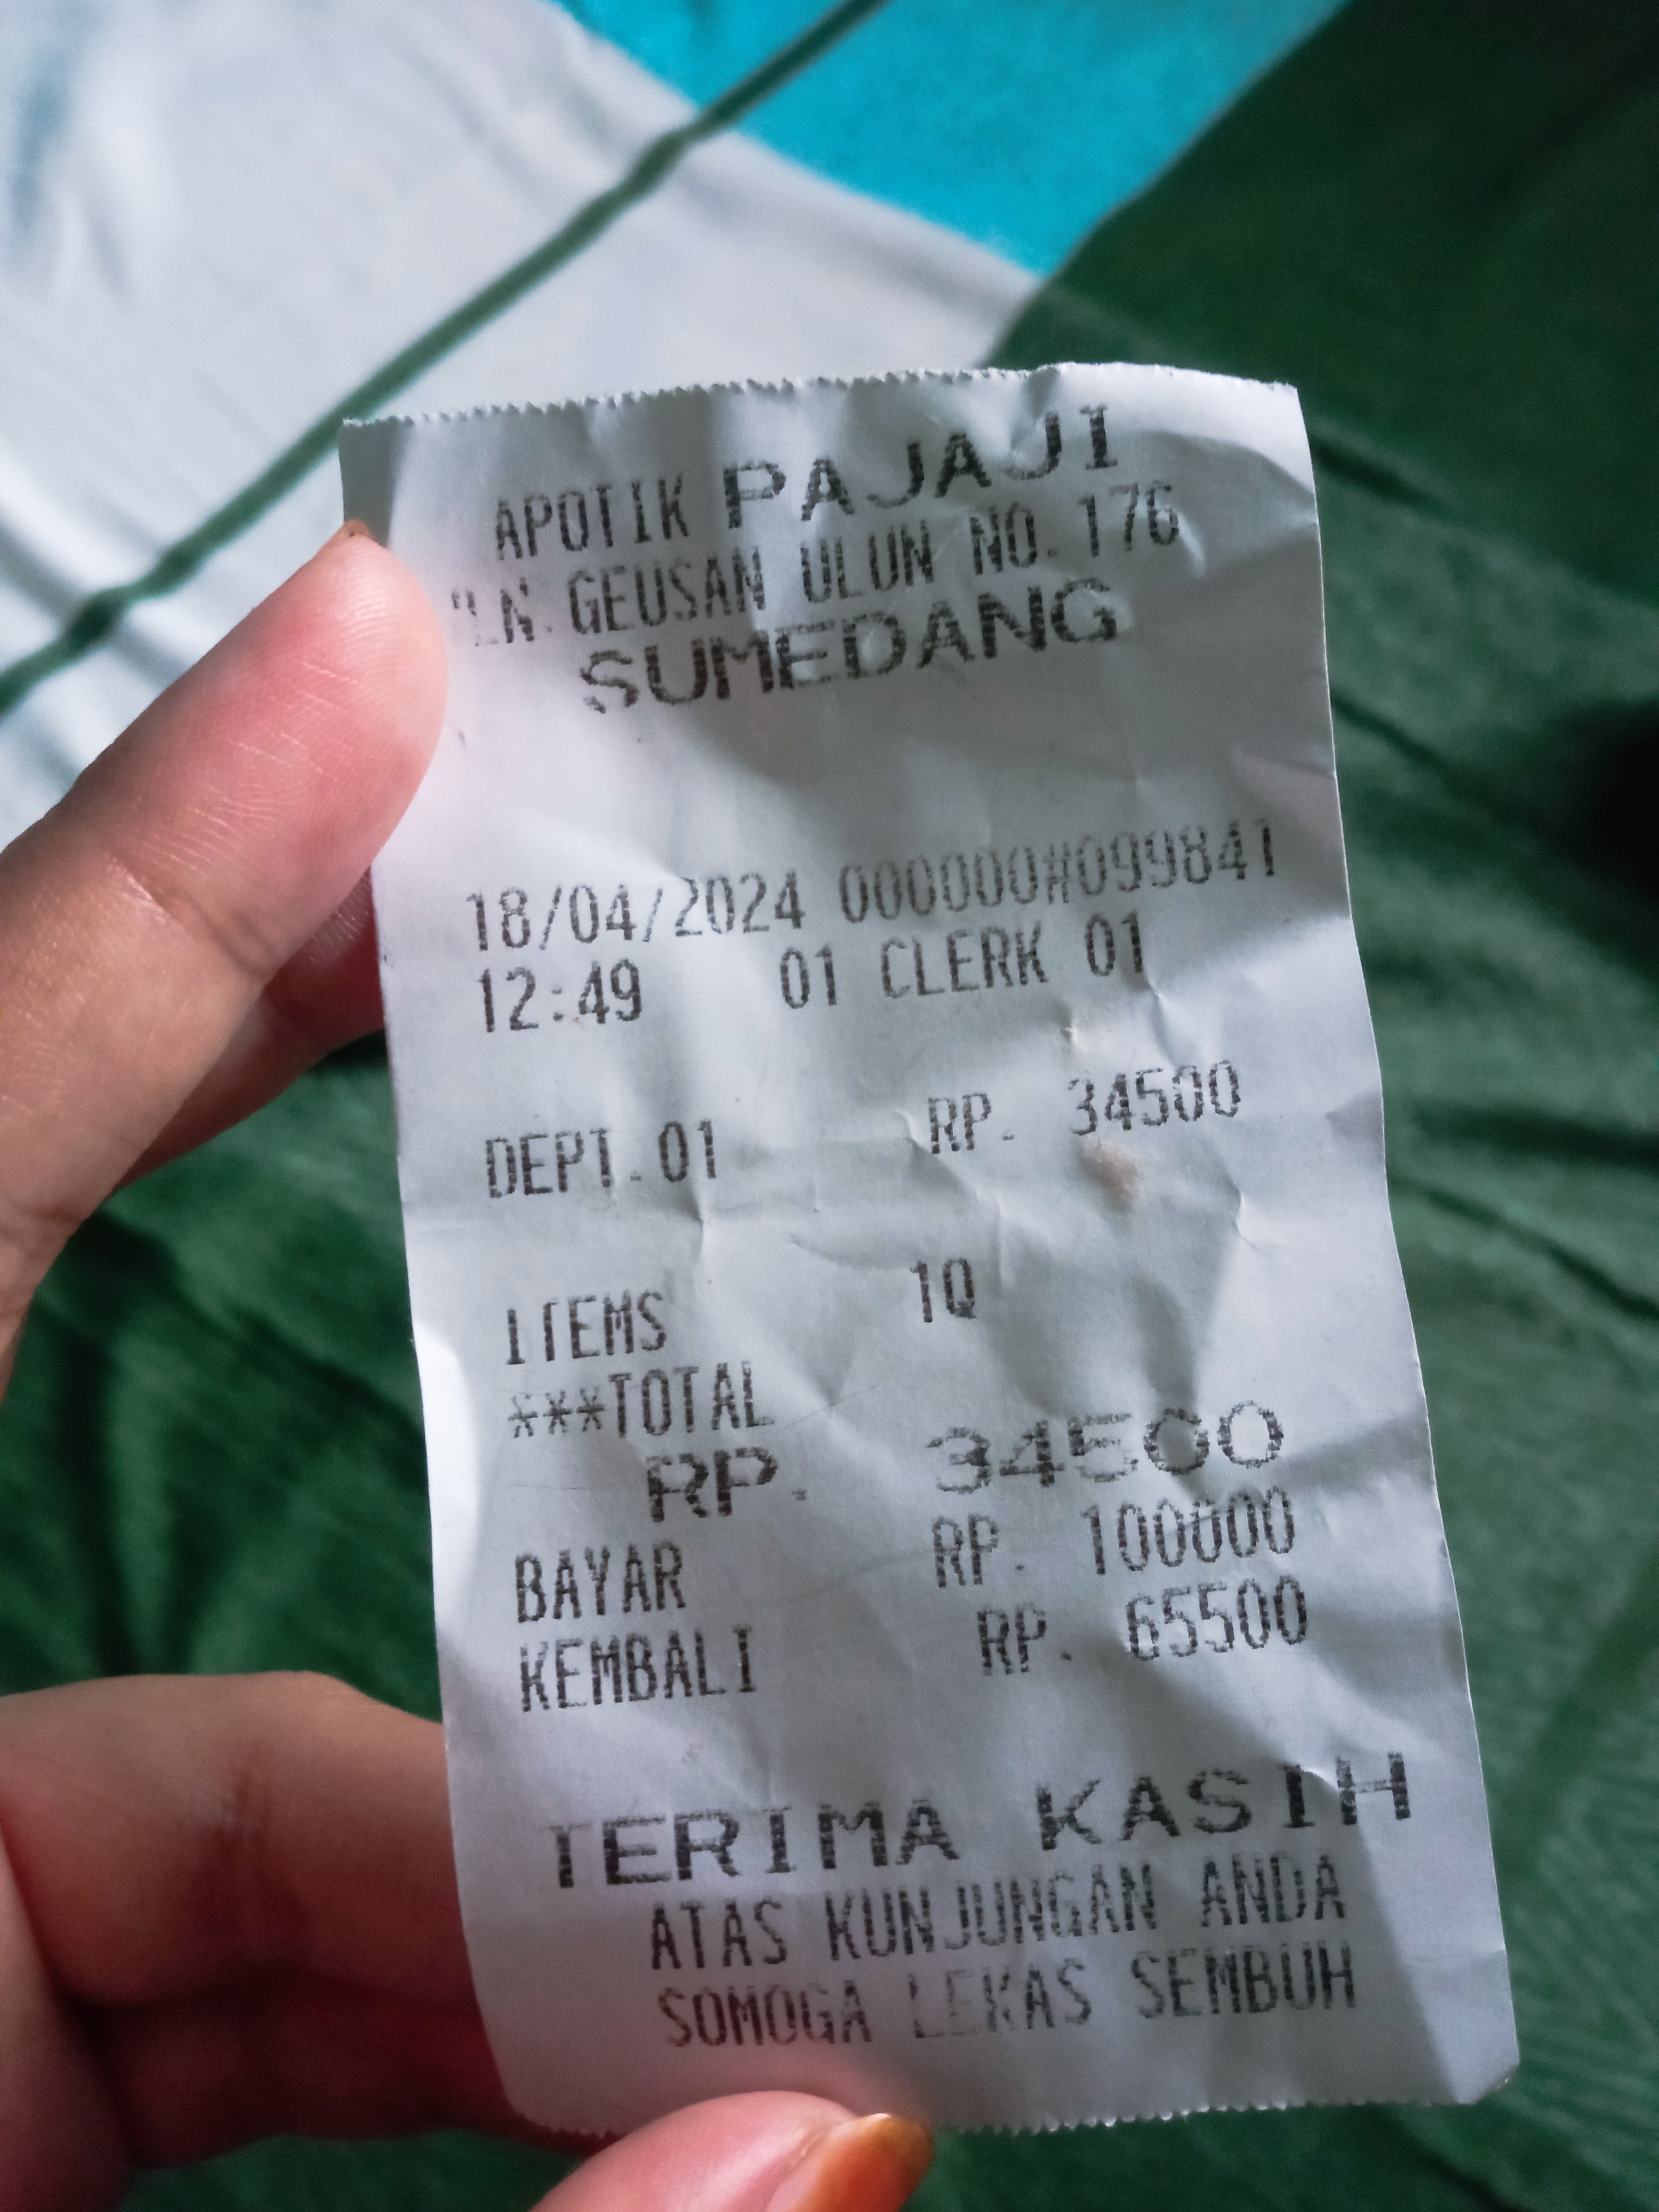 APOTIK PAJAJI
JLN. GEUSAN ULUN NO.176
SUMEDANG
18/04/2024 000000#099841
12:49 01 CLERK 01
DEPT.01 RP. 34500
ITEMS 1Q
***TOTAL
RP. 34500
BAYAR RP. 100000
KEMBALI RP. 65500
TERIMA KASIH
ATAS KUNJUNGAN ANDA
SOMOGA LEKAS SEMBUH